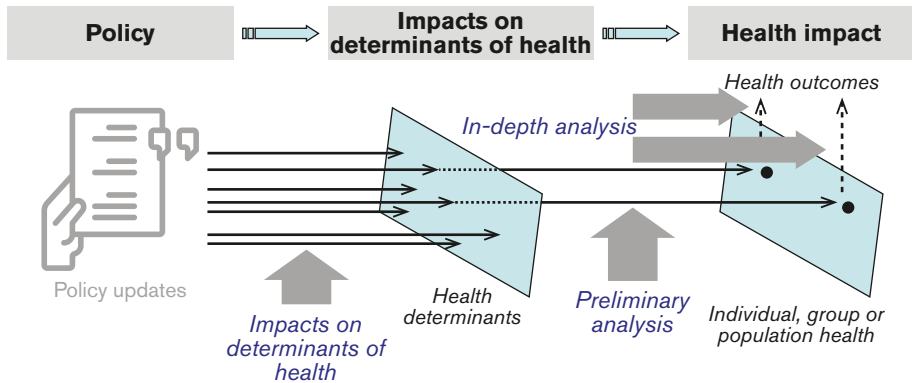 Policy
Impacts on
determinants of health
Health impact
Health outcomes
In-depth analysis
Policy updates
Health
determinants
Impacts on
determinants of
health
Preliminary
analysis
Individual, group or
population health